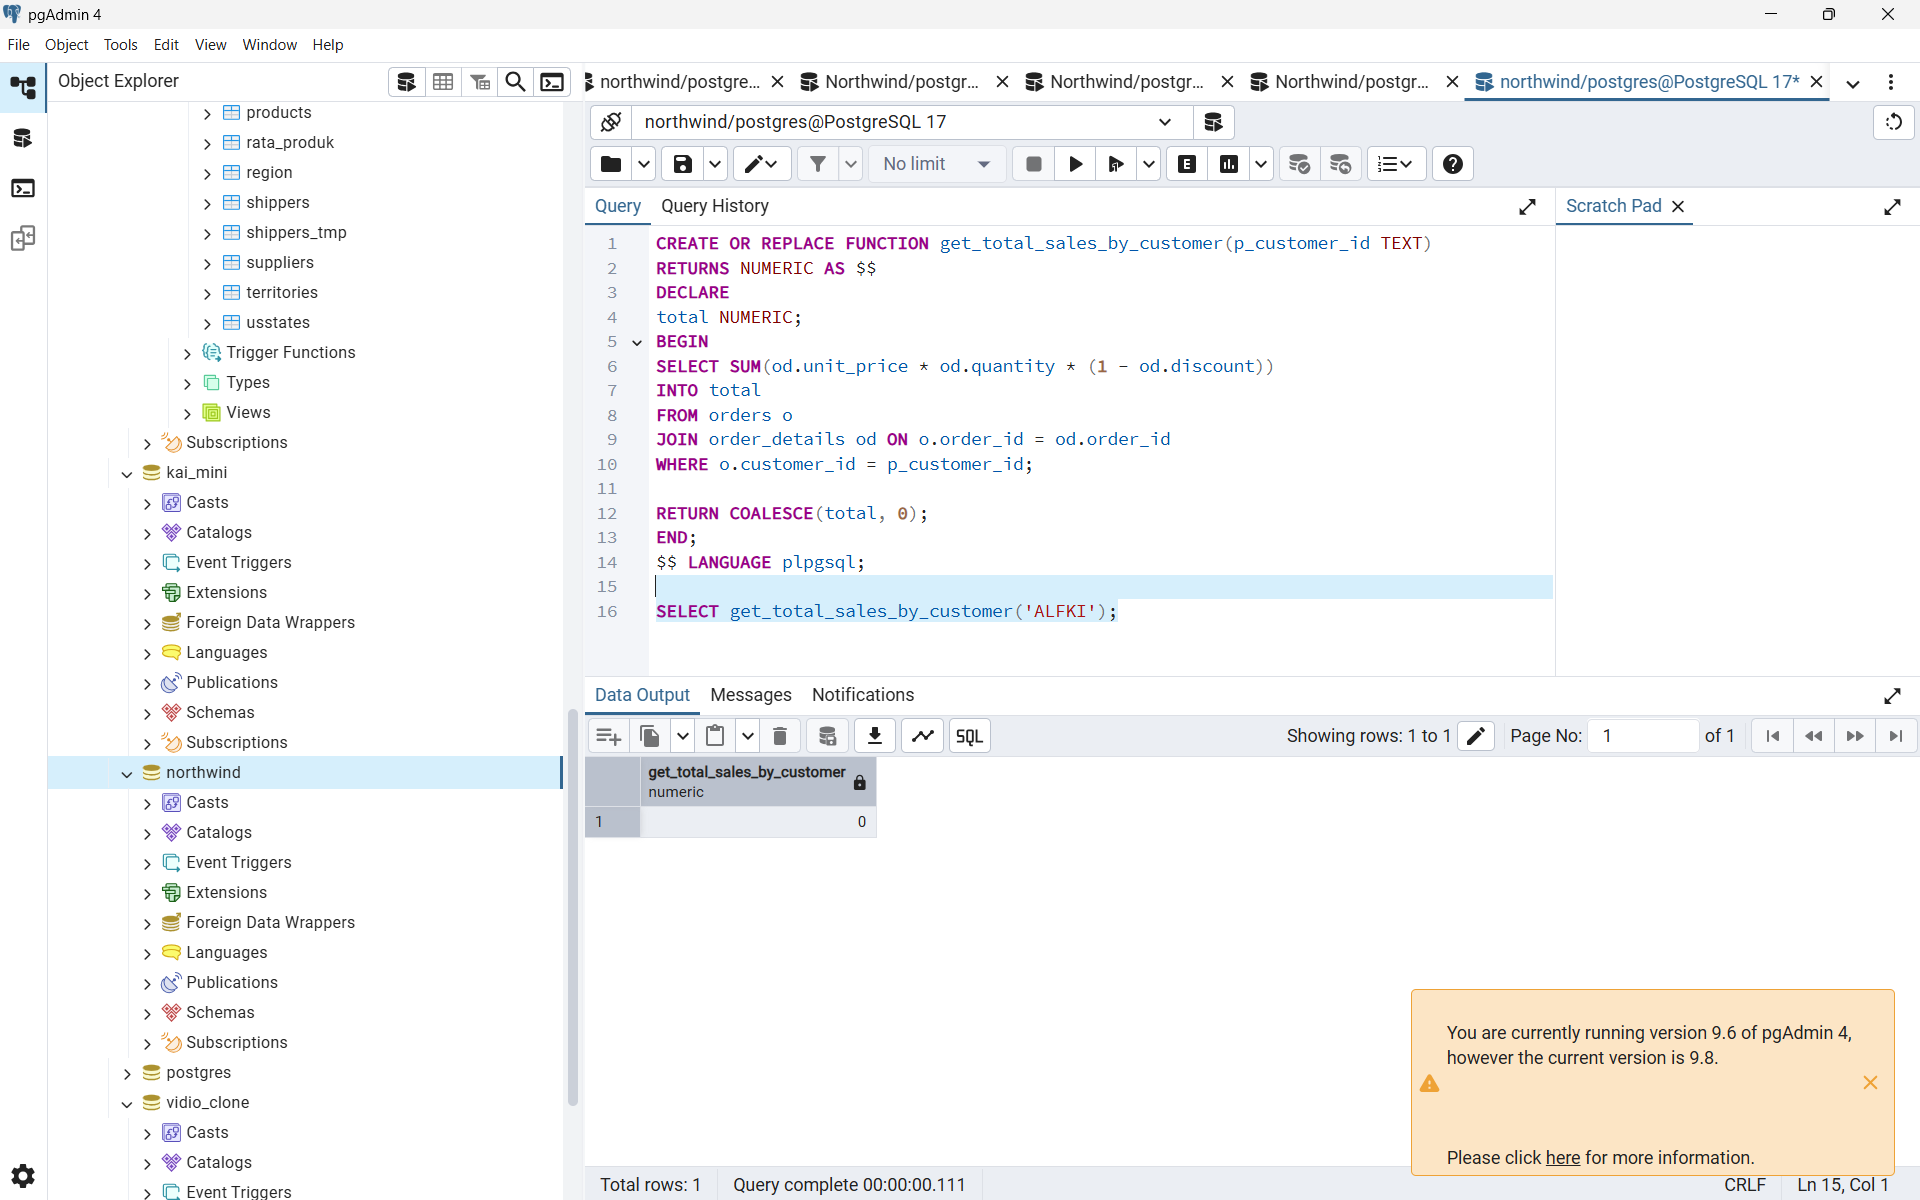 pgAdmin 4
File Object Tools Edit View Window Help
Object Explorer
products
rata_produk
region
shippers
shippers_tmp
suppliers
territories
usstates
Trigger Functions
Types
Views
Subscriptions
kai_mini
Casts
Catalogs
Event Triggers
Extensions
Foreign Data Wrappers
Languages
Publications
Schemas
Subscriptions
northwind
Casts
Catalogs
Event Triggers
Extensions
Foreign Data Wrappers
Languages
Publications
Schemas
Subscriptions
postgres
vidio_clone
Casts
Catalogs
Event Triggers
northwind/postgre... Northwind/postgr... Northwind/postgr... Northwind/postgr... northwind/postgres@PostgreSQL 17*
northwind/postgres@PostgreSQL 17
No limit E
Query Query History
Scratch Pad
1 CREATE OR REPLACE FUNCTION get_total_sales_by_customer(p_customer_id TEXT)
2 RETURNS NUMERIC AS $$
3 DECLARE
4 total NUMERIC;
5 BEGIN
6 SELECT SUM(od.unit_price * od.quantity * (1 - od.discount))
7 INTO total
8 FROM orders o
9 JOIN order_details od ON o.order_id = od.order_id
10 WHERE o.customer_id = p_customer_id;
11
12 RETURN COALESCE(total, 0);
13 END;
14 $$ LANGUAGE plpgsql;
15
16 SELECT get_total_sales_by_customer('ALFKI');
Data Output Messages Notifications
SQL Showing rows: 1 to 1 Page No: 1 of 1
get_total_sales_by_customer
numeric
1 0
You are currently running version 9.6 of pgAdmin 4,
however the current version is 9.8.
Please click here for more information.
Total rows: 1 Query complete 00:00:00.111 CRLF Ln 15, Col 1